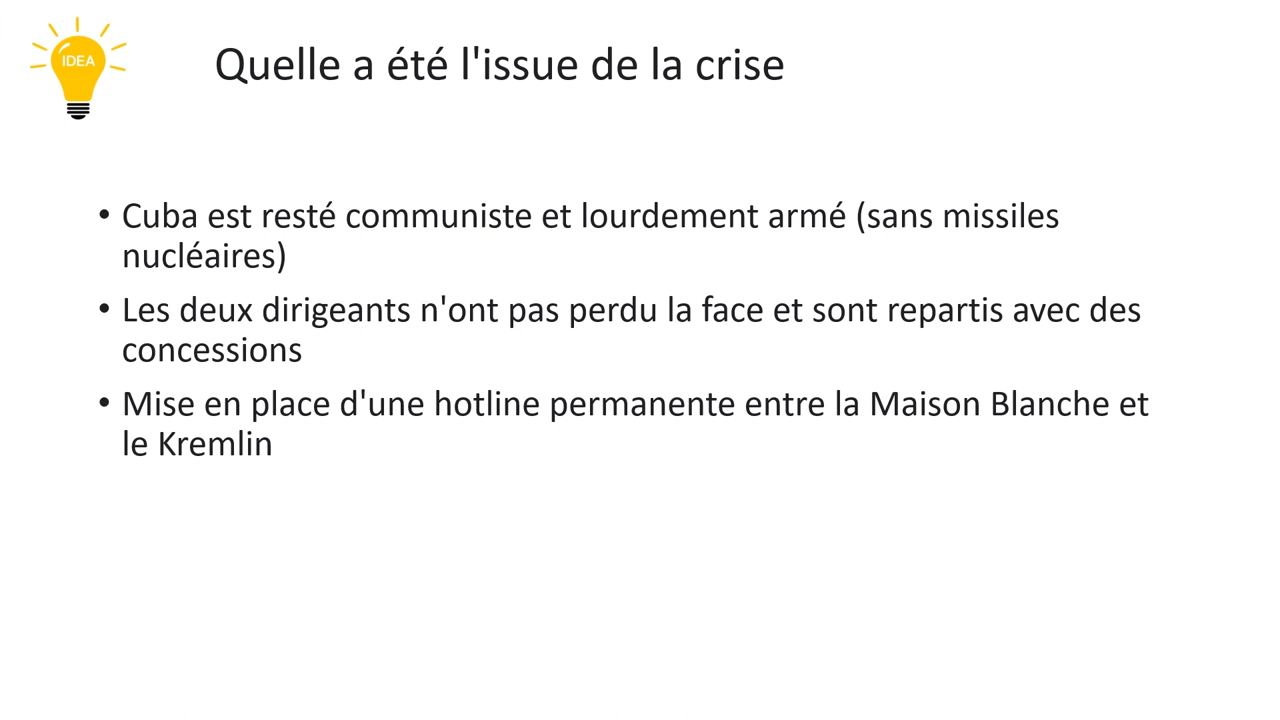 IDEA
Quelle a été l'issue de la crise
• Cuba est resté communiste et lourdement armé (sans missiles
nucléaires)
• Les deux dirigeants n'ont pas perdu la face et sont repartis avec des
concessions
• Mise en place d'une hotline permanente entre la Maison Blanche et
le Kremlin